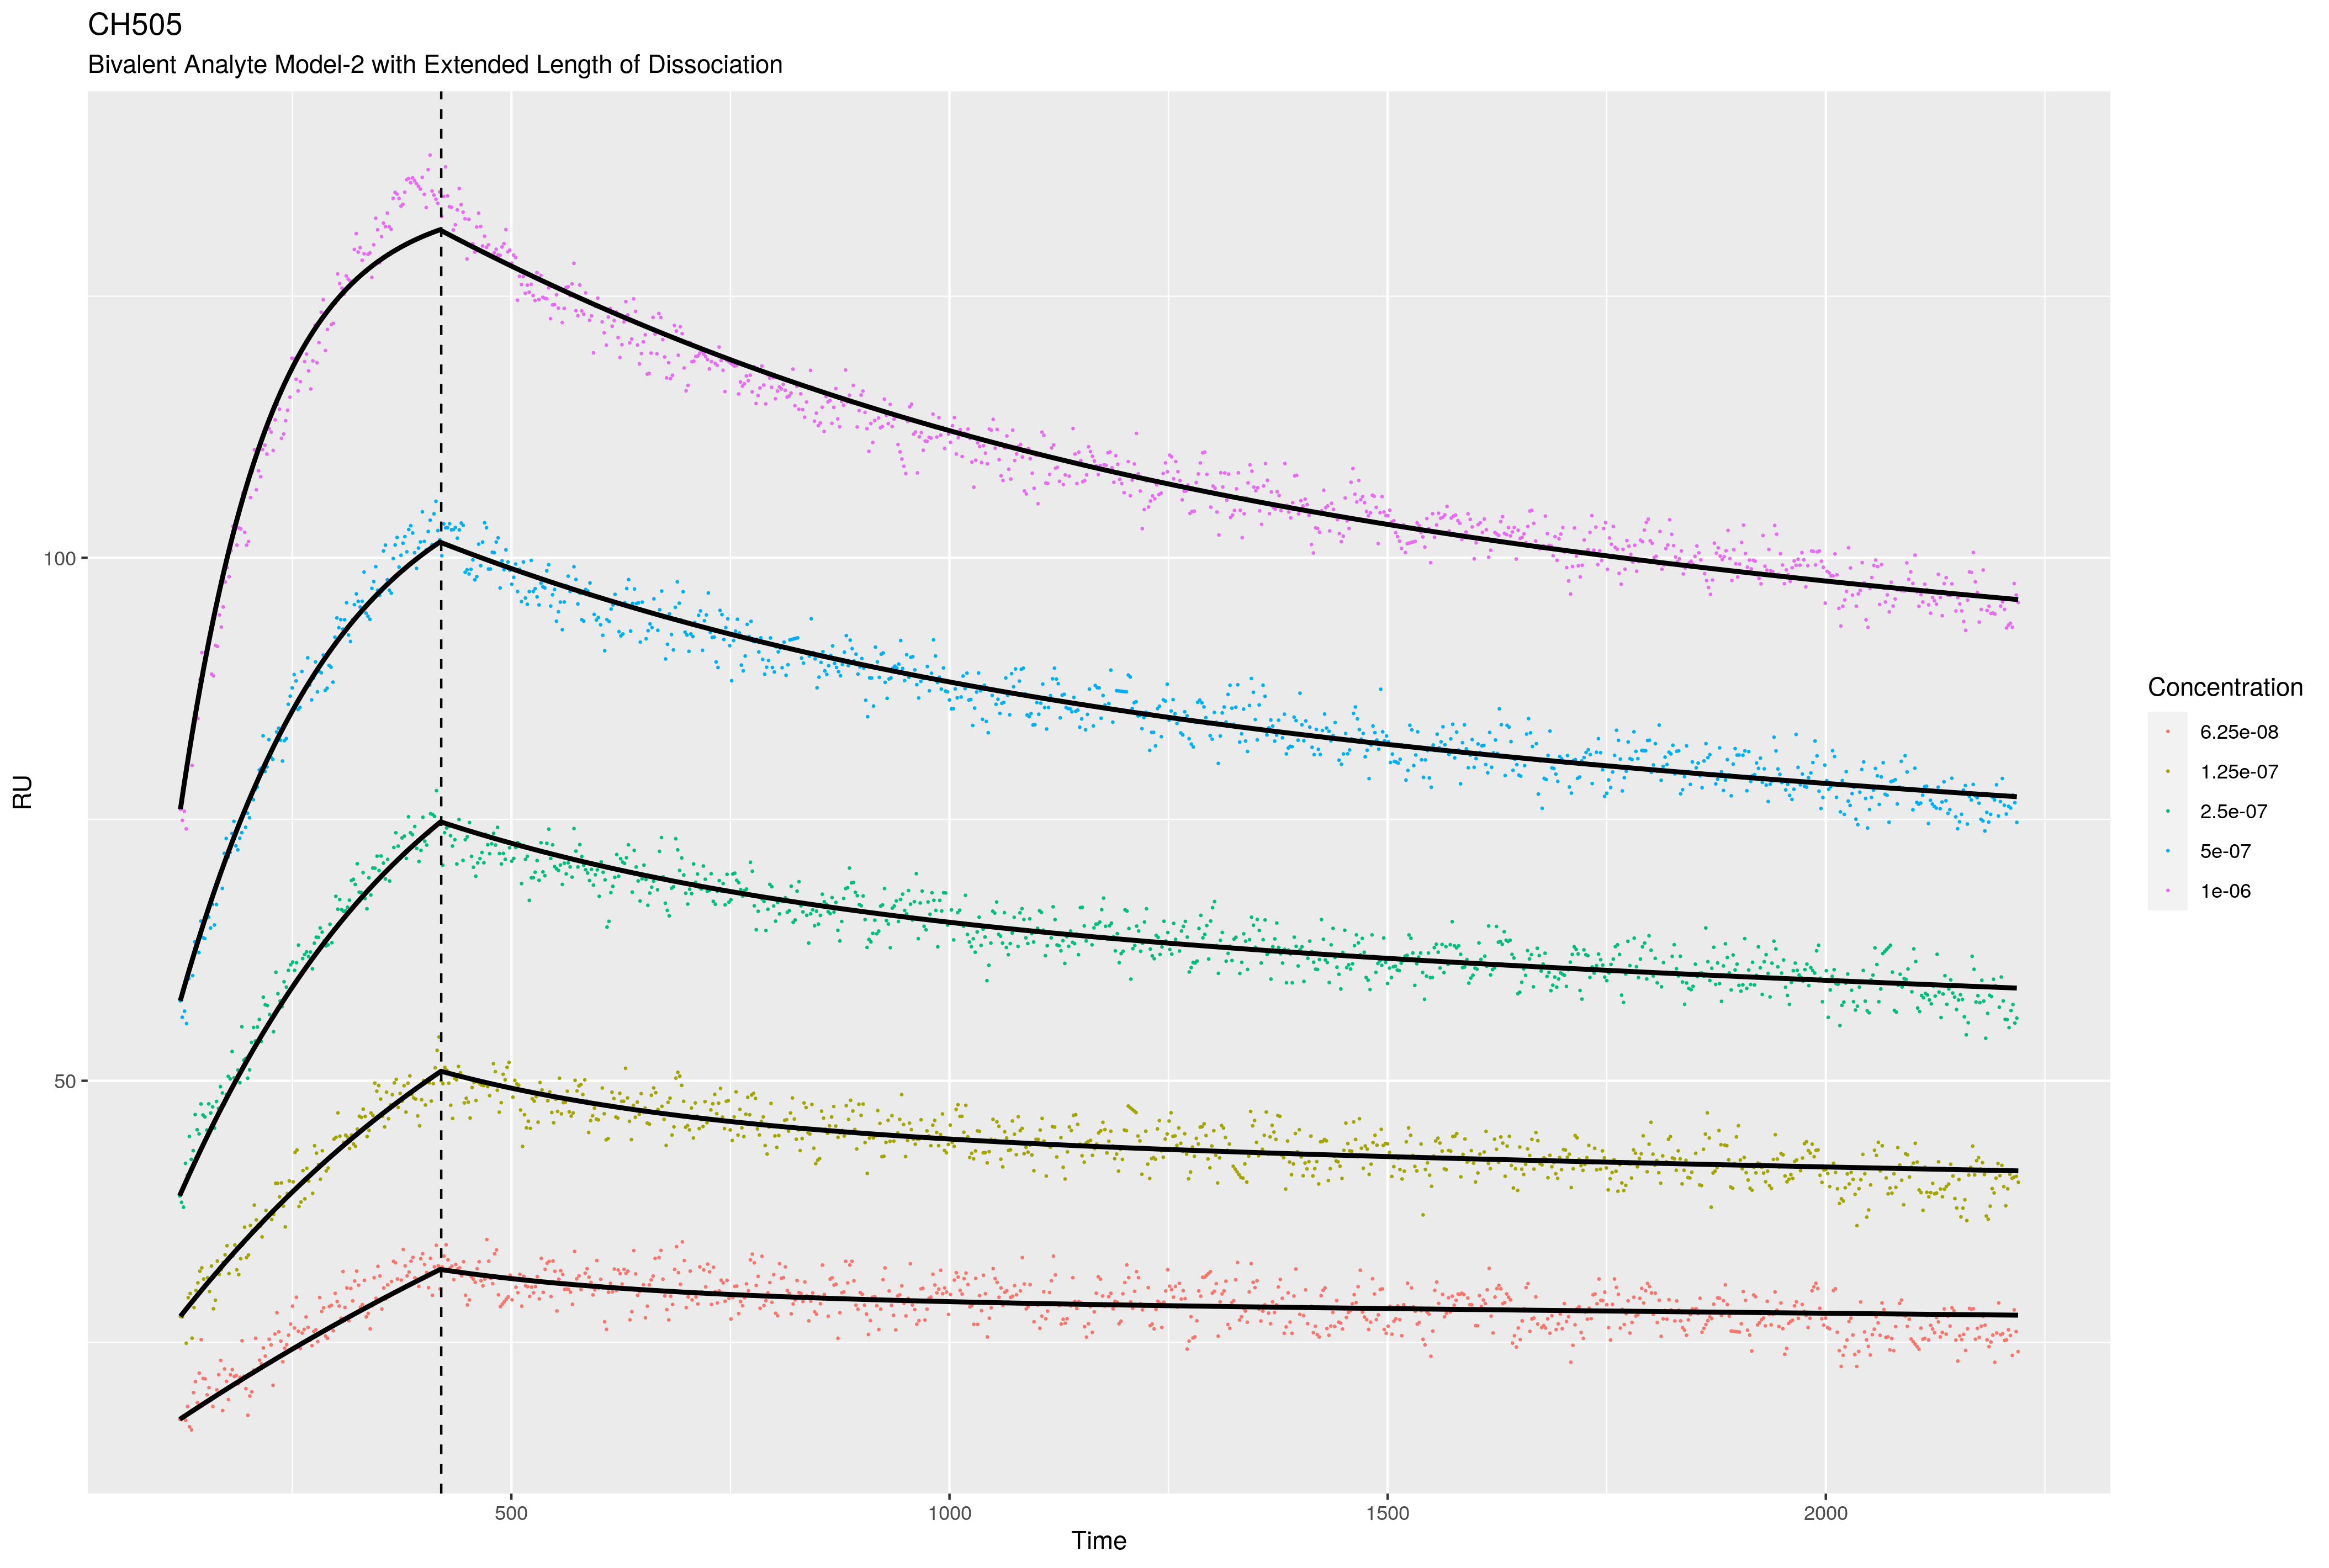 CH505
Bivalent Analyte Model-2 with Extended Length of Dissociation
RU
100
50
500
1000
1500
2000
Time
Concentration
6.25e-08
1.25e-07
2.5e-07
5e-07
1e-06